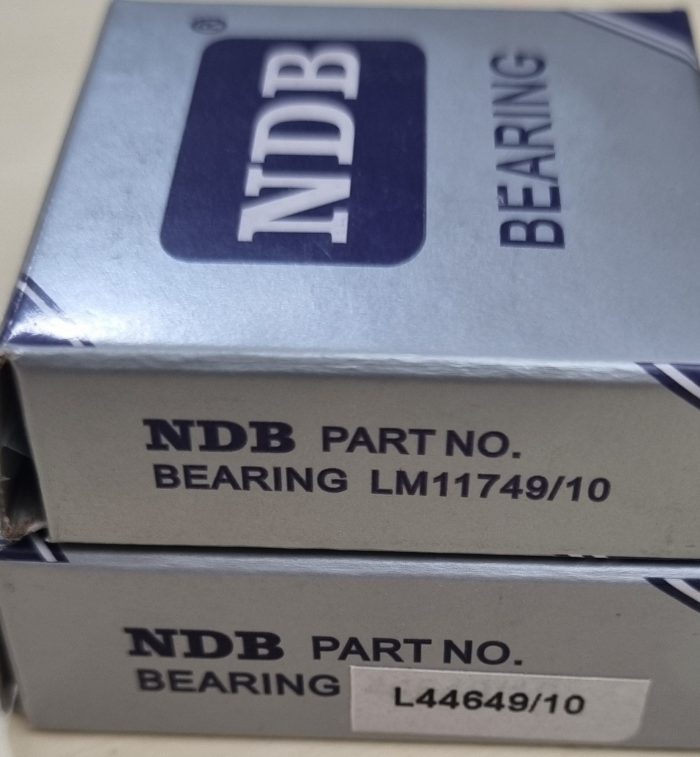 ®
NDB
BEARING
NDB PART NO.
BEARING LM11749/10
NDB PART NO.
BEARING L44649/10